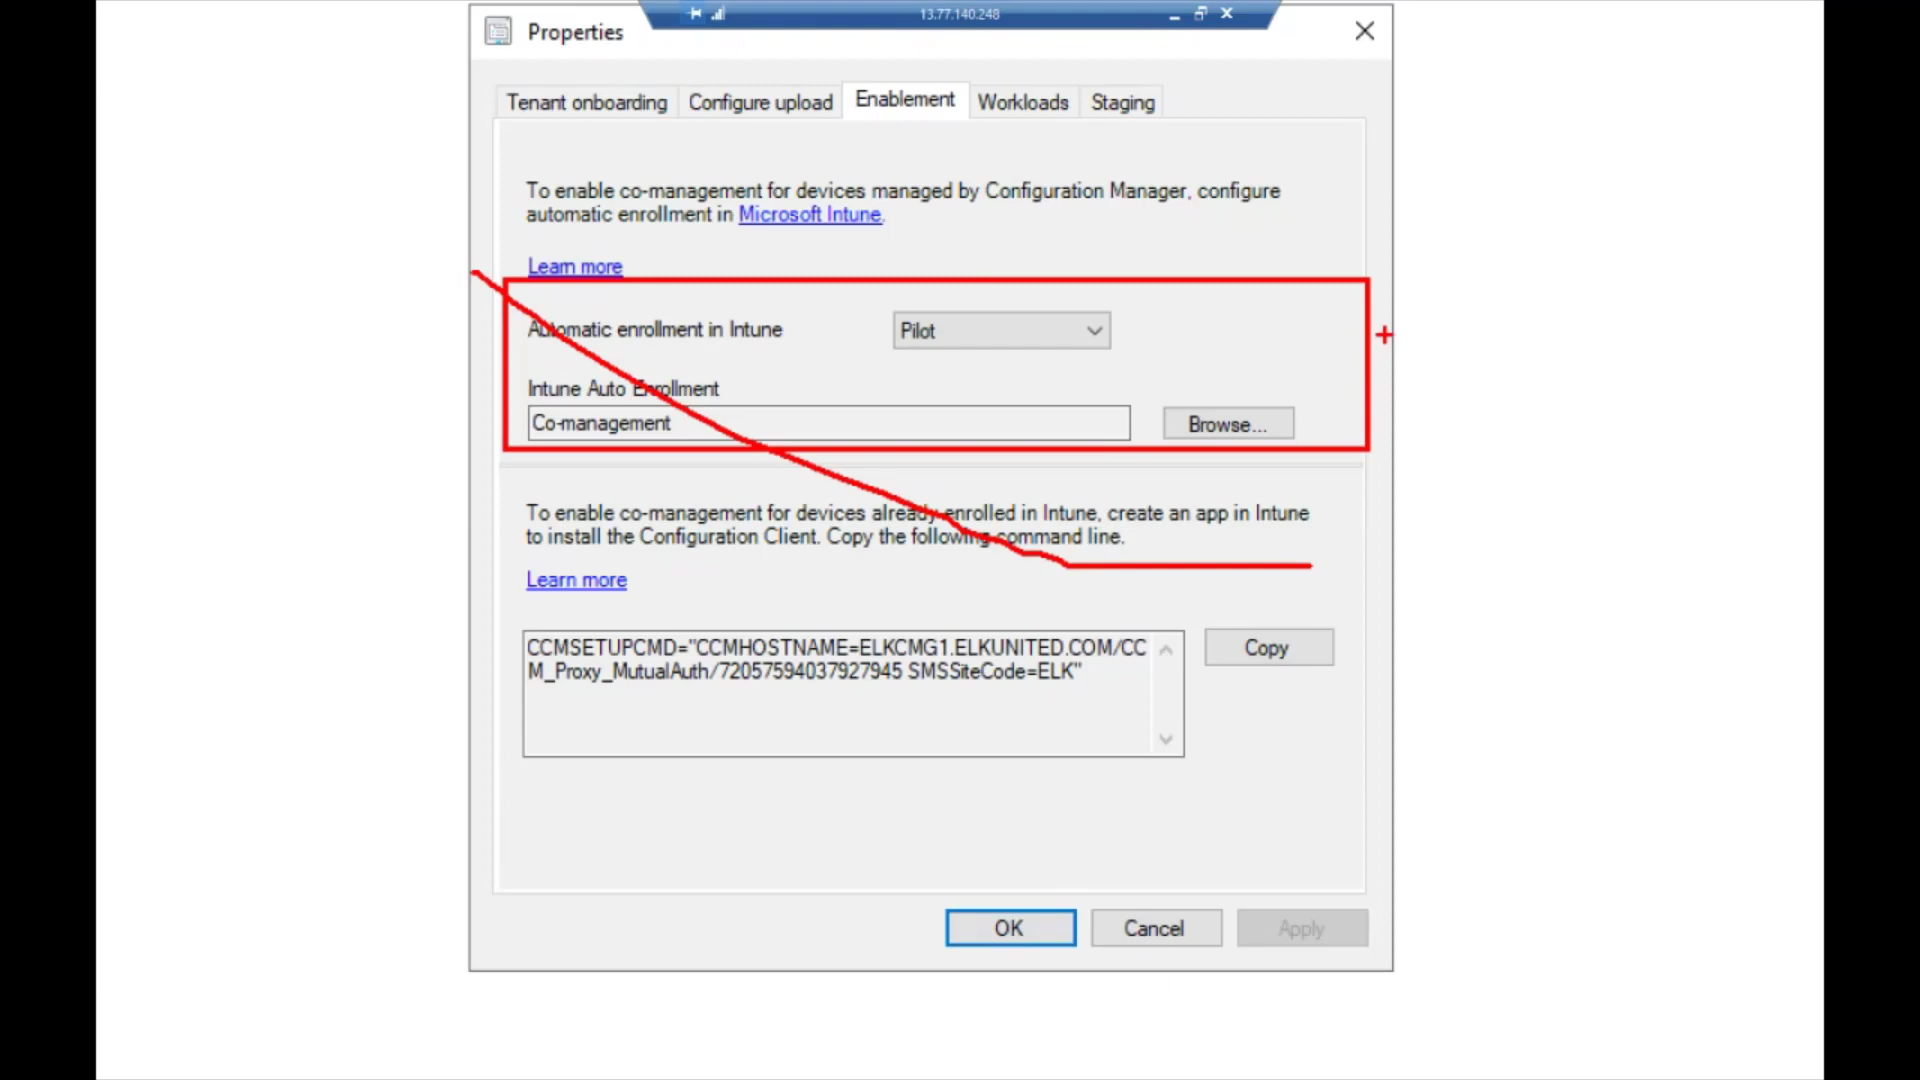 13.77.140.248
Properties
Tenant onboarding Configure upload Enablement Workloads Staging
To enable co-management for devices managed by Configuration Manager, configure
automatic enrollment in Microsoft Intune.
Learn more
Automatic enrollment in Intune Pilot
Intune Auto Enrollment
Co-management Browse...
To enable co-management for devices already enrolled in Intune, create an app in Intune
to install the Configuration Client. Copy the following command line.
Learn more
CCMSETUPCMD="CCMHOSTNAME=ELKCMG1.ELKUNITED.COM/CC
M_Proxy_MutualAuth/72057594037927945 SMSSiteCode=ELK"
Copy
OK Cancel Apply